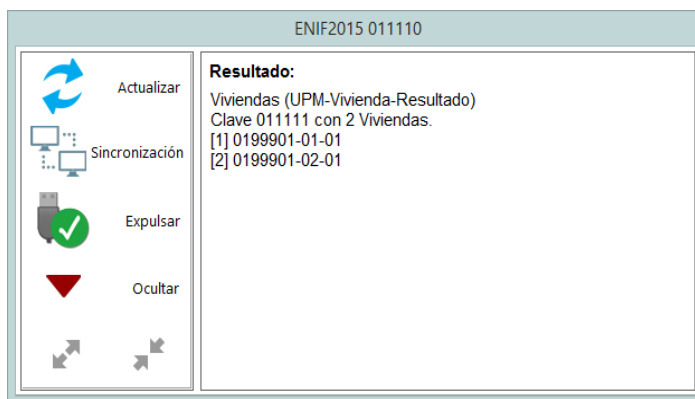 ENIF2015 011110
Actualizar
Sincronización
Expulsar
Ocultar
Resultado:
Viviendas (UPM-Vivienda-Resultado)
Clave 011111 con 2 Viviendas.
[1] 0199901-01-01
[2] 0199901-02-01